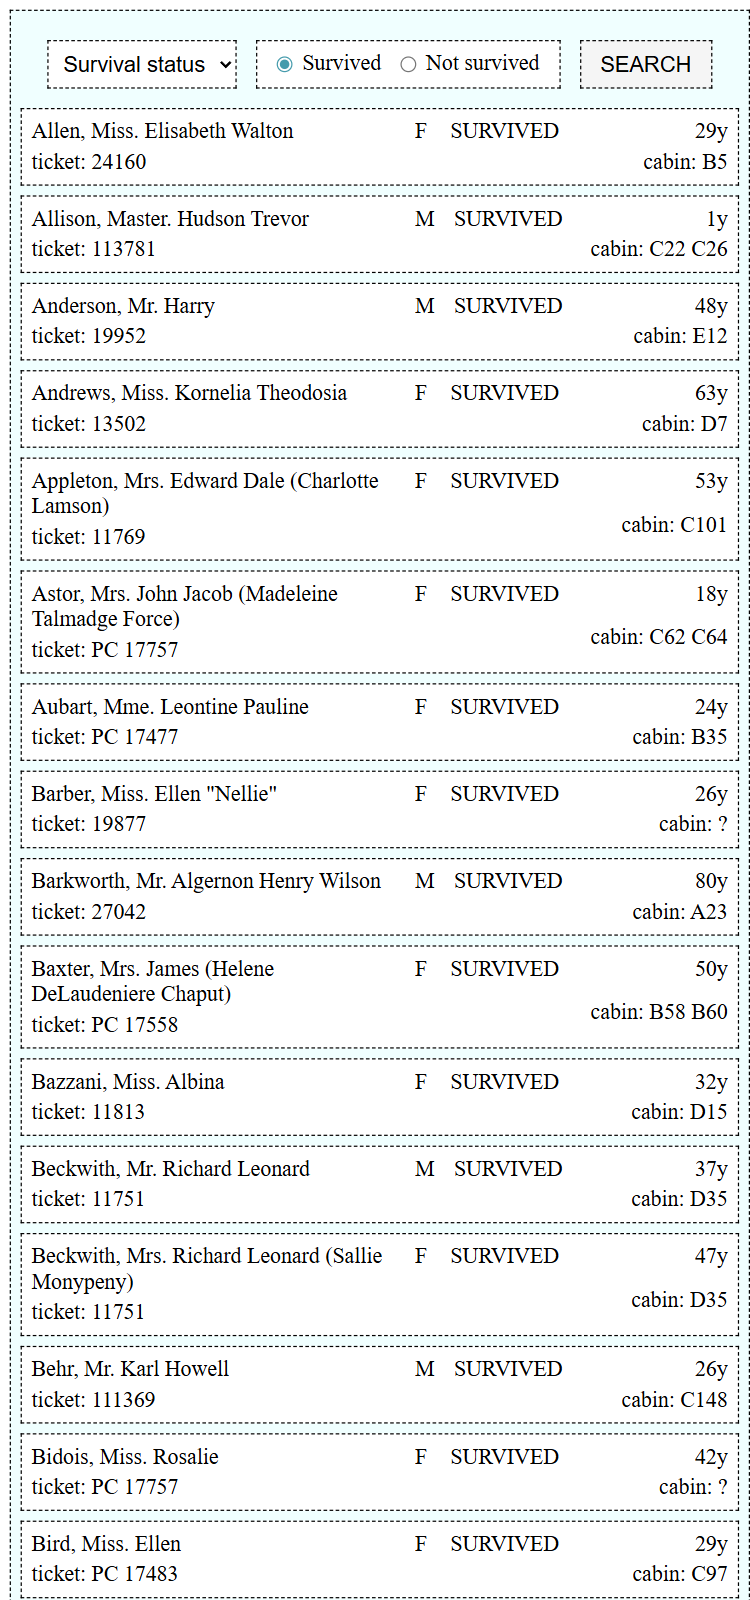 Survival status Survived Not survived SEARCH
Allen, Miss. Elisabeth Walton F SURVIVED 29y
ticket: 24160 cabin: B5
Allison, Master. Hudson Trevor M SURVIVED 1y
ticket: 113781 cabin: C22 C26
Anderson, Mr. Harry M SURVIVED 48y
ticket: 19952 cabin: E12
Andrews, Miss. Kornelia Theodosia F SURVIVED 63y
ticket: 13502 cabin: D7
Appleton, Mrs. Edward Dale (Charlotte F SURVIVED 53y
Lamson)
cabin: C101
ticket: 11769
Astor, Mrs. John Jacob (Madeleine F SURVIVED 18y
Talmadge Force)
cabin: C62 C64
ticket: PC 17757
Aubart, Mme. Leontine Pauline F SURVIVED 24y
ticket: PC 17477 cabin: B35
Barber, Miss. Ellen "Nellie" F SURVIVED 26y
ticket: 19877 cabin: ?
Barkworth, Mr. Algernon Henry Wilson M SURVIVED 80y
ticket: 27042 cabin: A23
Baxter, Mrs. James (Helene F SURVIVED 50y
DeLaudeniere Chaput)
cabin: B58 B60
ticket: PC 17558
Bazzani, Miss. Albina F SURVIVED 32y
ticket: 11813 cabin: D15
Beckwith, Mr. Richard Leonard M SURVIVED 37y
ticket: 11751 cabin: D35
Beckwith, Mrs. Richard Leonard (Sallie F SURVIVED 47y
Monypeny)
cabin: D35
ticket: 11751
Behr, Mr. Karl Howell M SURVIVED 26y
ticket: 111369 cabin: C148
Bidois, Miss. Rosalie F SURVIVED 42y
ticket: PC 17757 cabin: ?
Bird, Miss. Ellen F SURVIVED 29y
ticket: PC 17483 cabin: C97